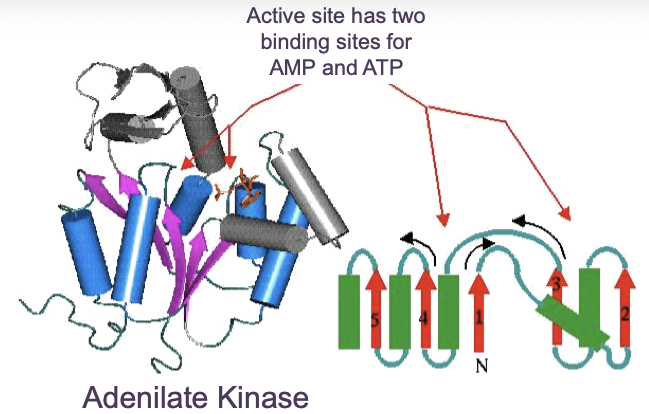 Active site has two
binding sites for
AMP and ATP
5
4
1
3
2
N
Adenilate Kinase